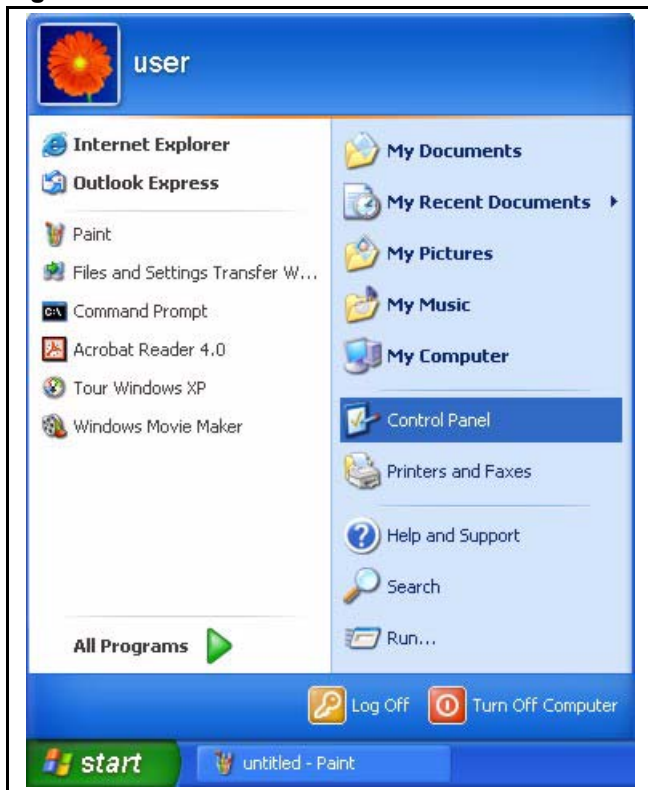 user
Internet Explorer
Outlook Express
Paint
Files and Settings Transfer W...
Command Prompt
Acrobat Reader 4.0
Tour Windows XP
Windows Movie Maker
All Programs
My Documents
My Recent Documents
My Pictures
My Music
My Computer
Control Panel
Printers and Faxes
Help and Support
Search
Run...
Log Off
Turn Off Computer
start
untitled - Paint